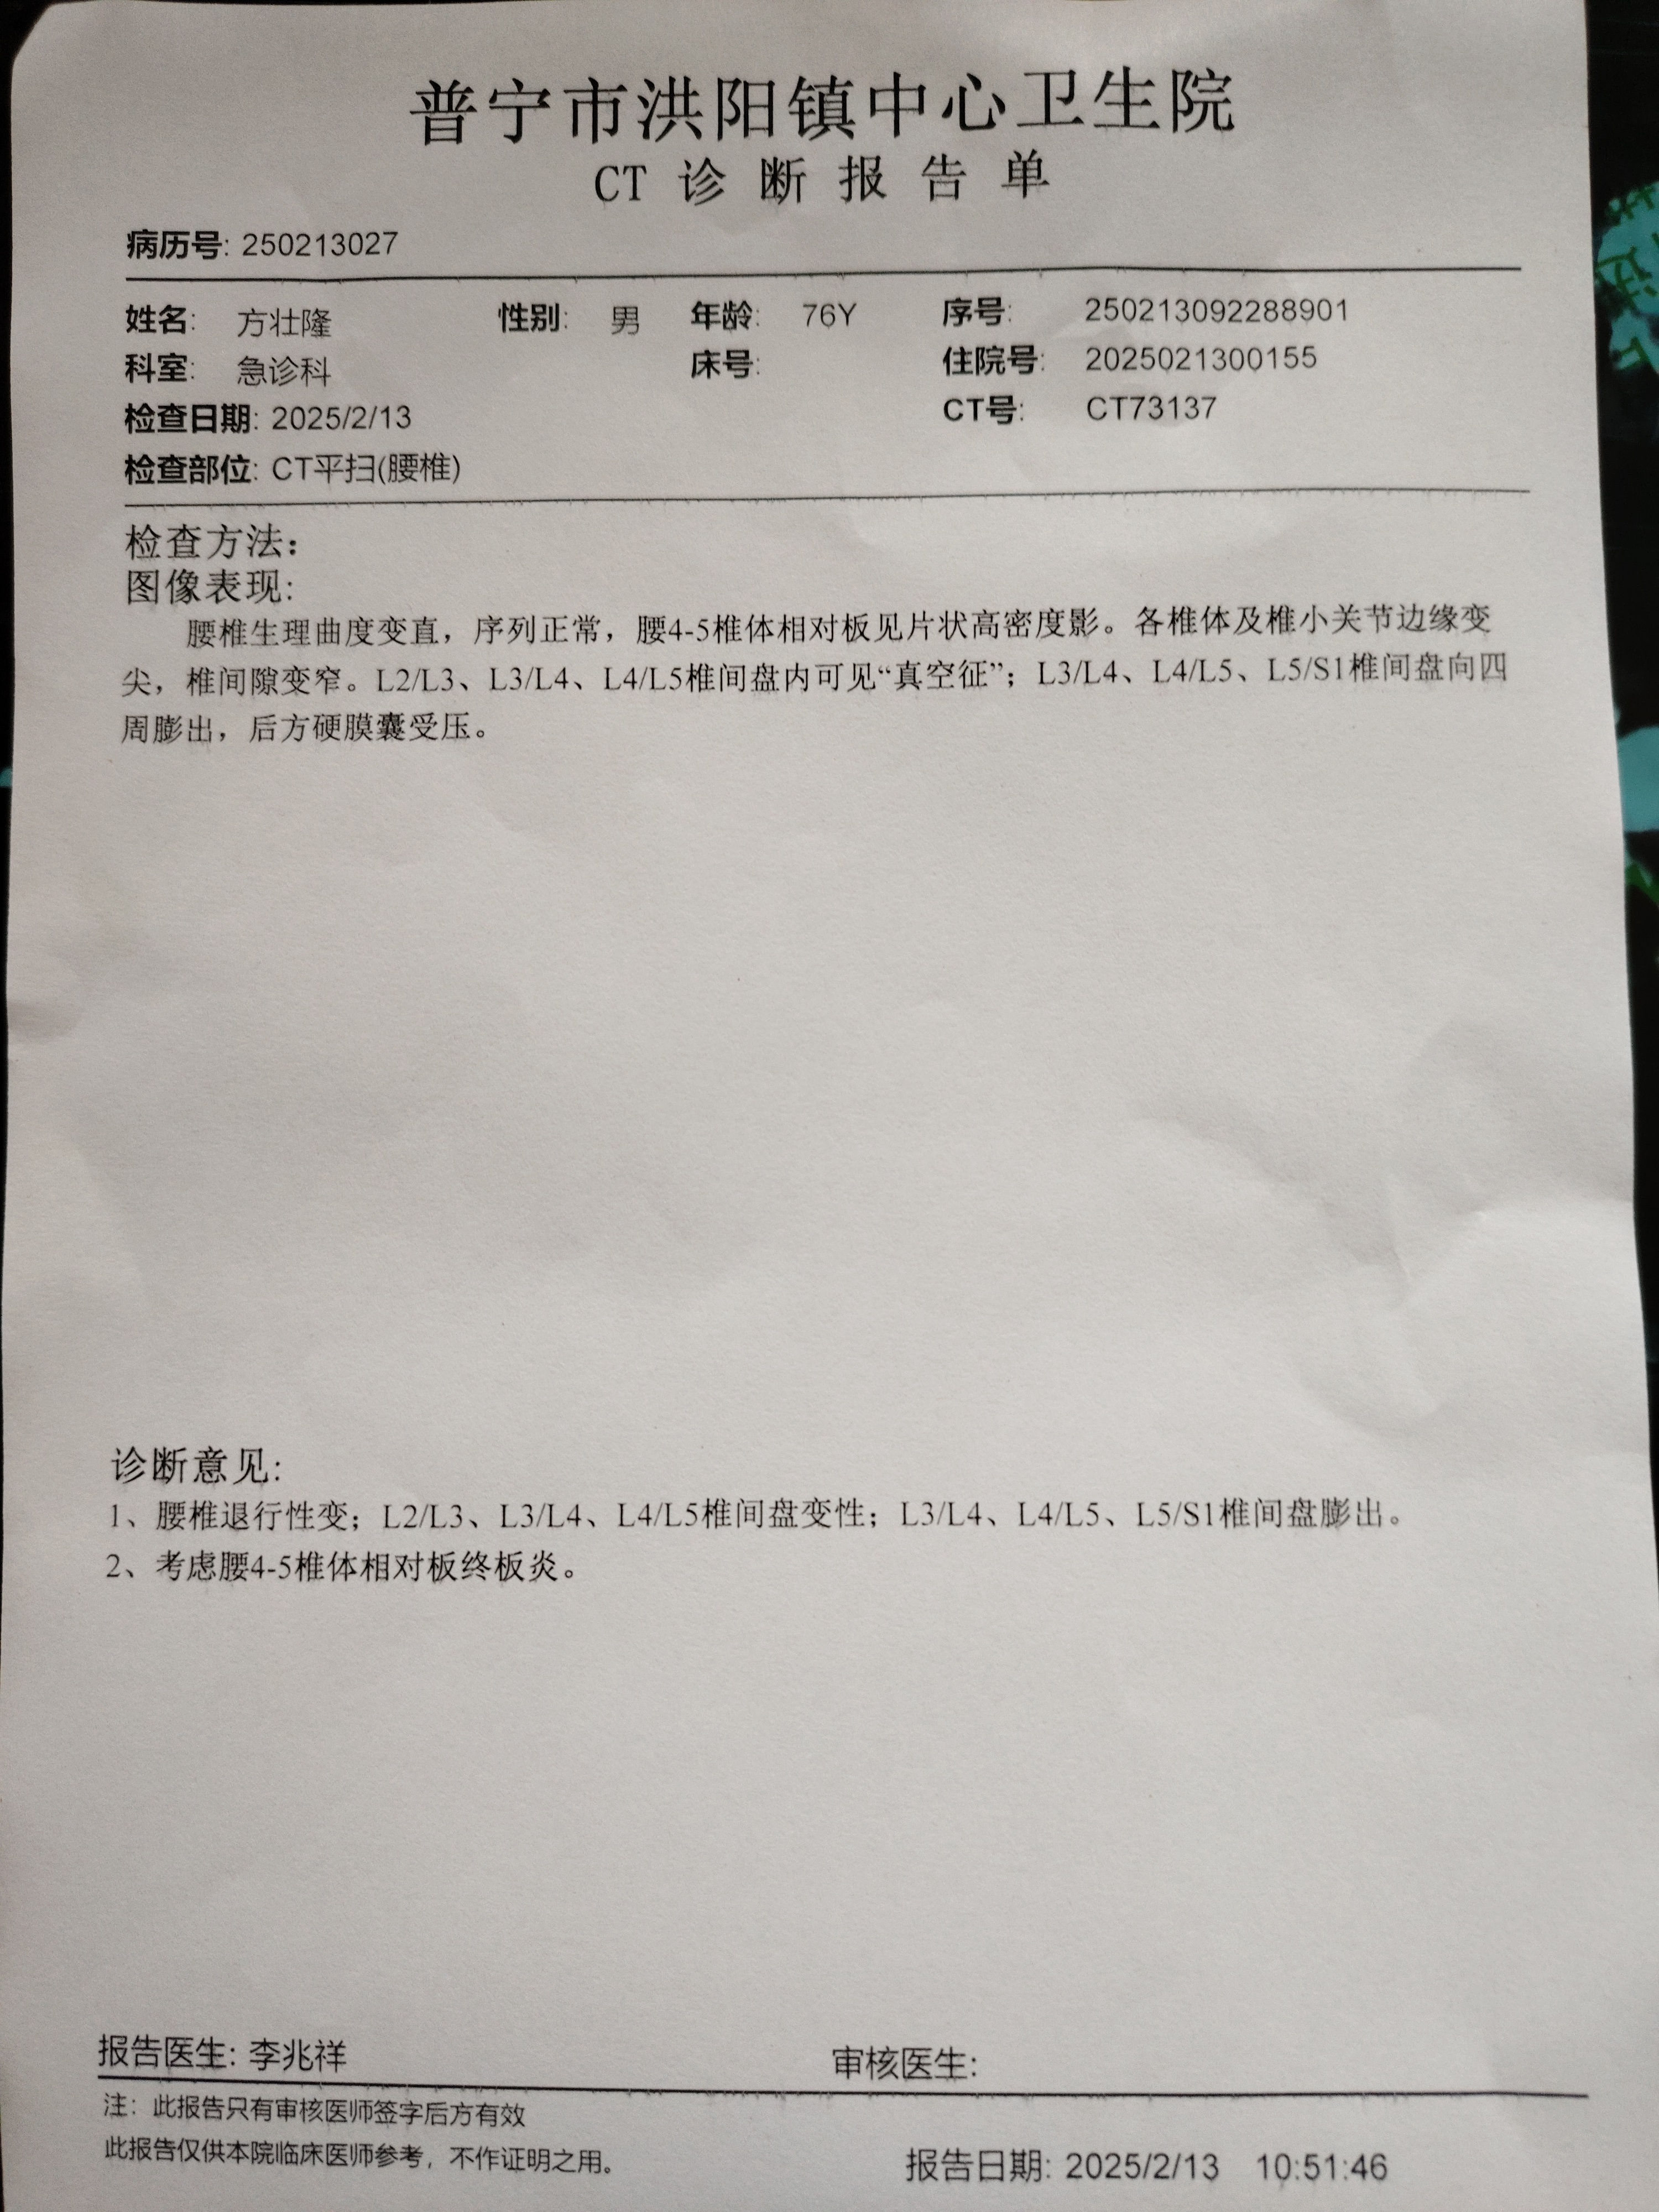 普宁市洪阳镇中心卫生院
CT 诊 断 报 告 单
病历号: 250213027
姓名: 方壮隆 性别: 男 年龄: 76Y 序号: 250213092288901
科室: 急诊科 床号: 住院号: 2025021300155
检查日期: 2025/2/13 CT号: CT73137
检查部位: CT平扫(腰椎)
检查方法:
图像表现:
腰椎生理曲度变直，序列正常，腰4-5椎体相对板见片状高密度影。各椎体及椎小关节边缘变
尖，椎间隙变窄。L2/L3、L3/L4、L4/L5椎间盘内可见“真空征”；L3/L4、L4/L5、L5/S1椎间盘向四
周膨出，后方硬膜囊受压。
诊断意见:
1、腰椎退行性变；L2/L3、L3/L4、L4/L5椎间盘变性；L3/L4、L4/L5、L5/S1椎间盘膨出。
2、考虑腰4-5椎体相对板终板炎。
报告医生: 李兆祥 审核医生:
注: 此报告只有审核医师签字后方有效
此报告仅供本院临床医师参考，不作证明之用。
报告日期: 2025/2/13 10:51:46